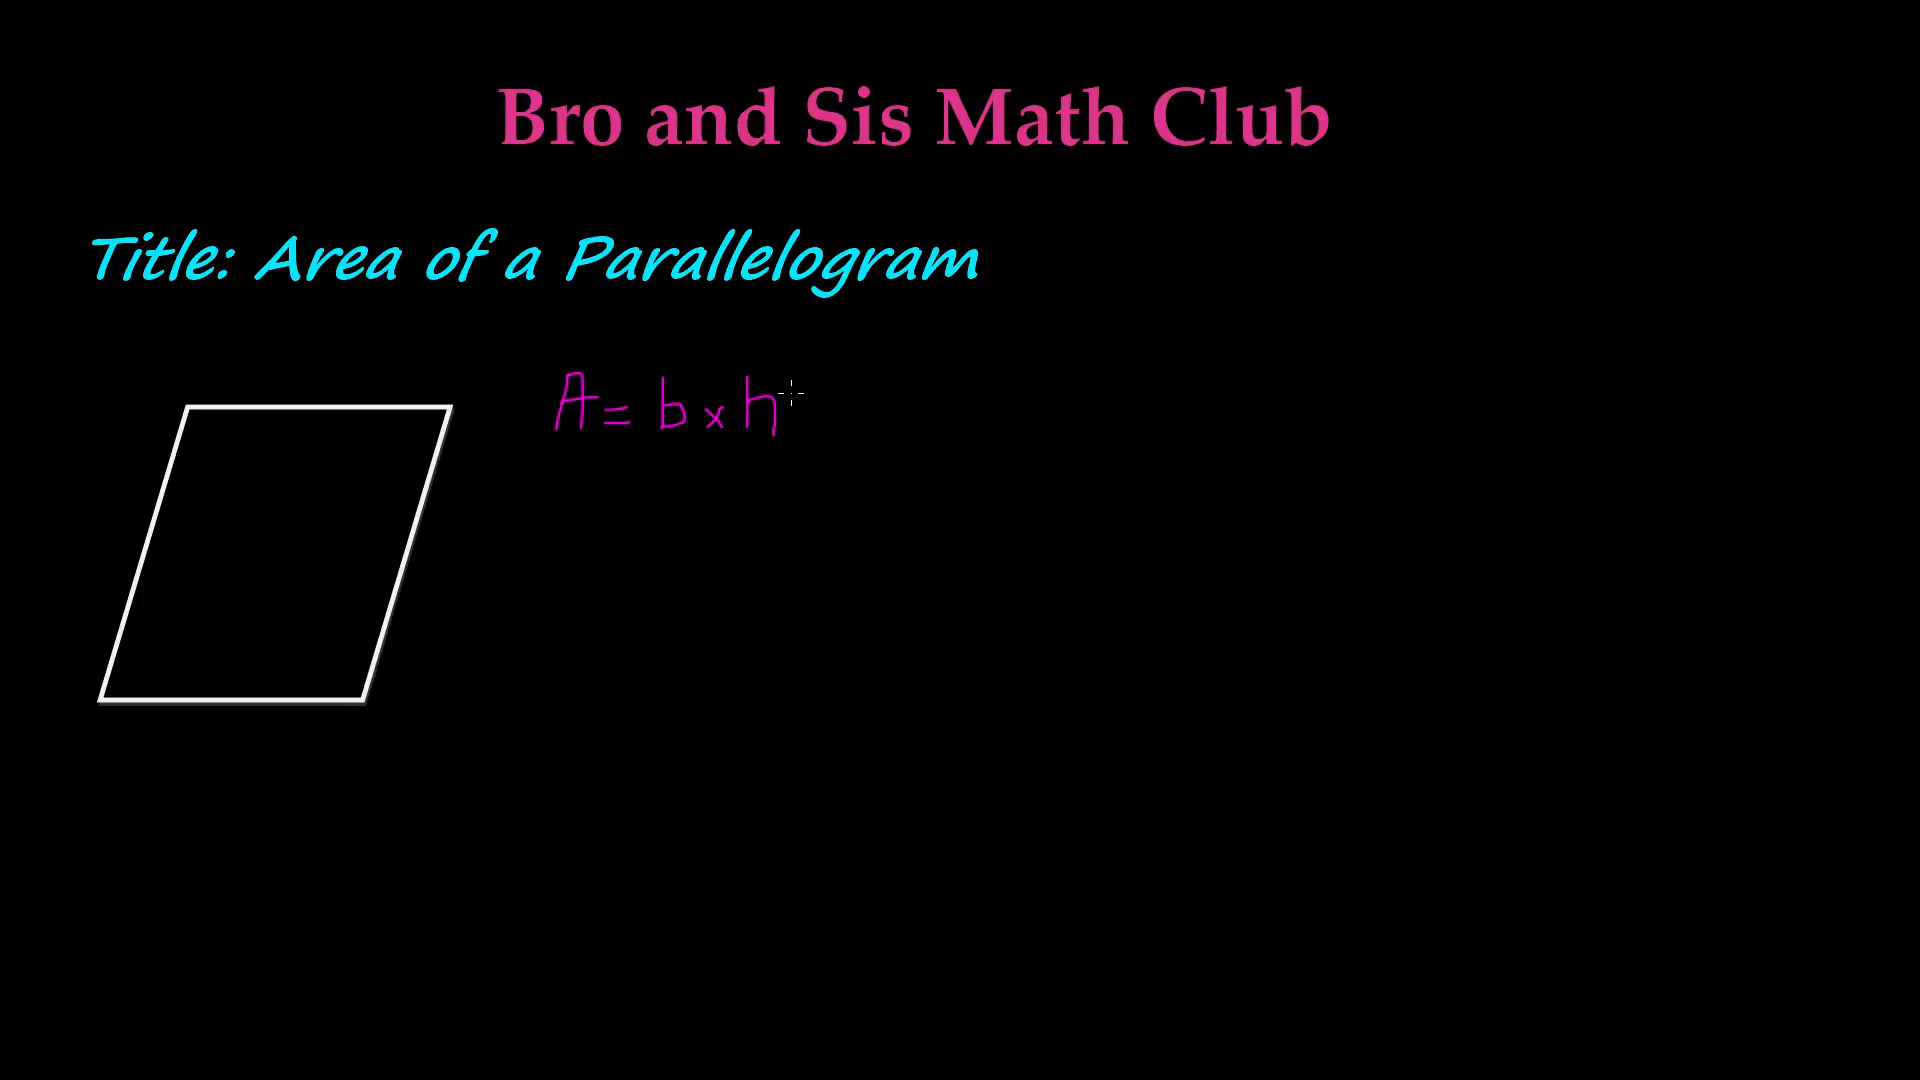 Bro and Sis Math Club
Title: Area of a Parallelogram
A = b x h